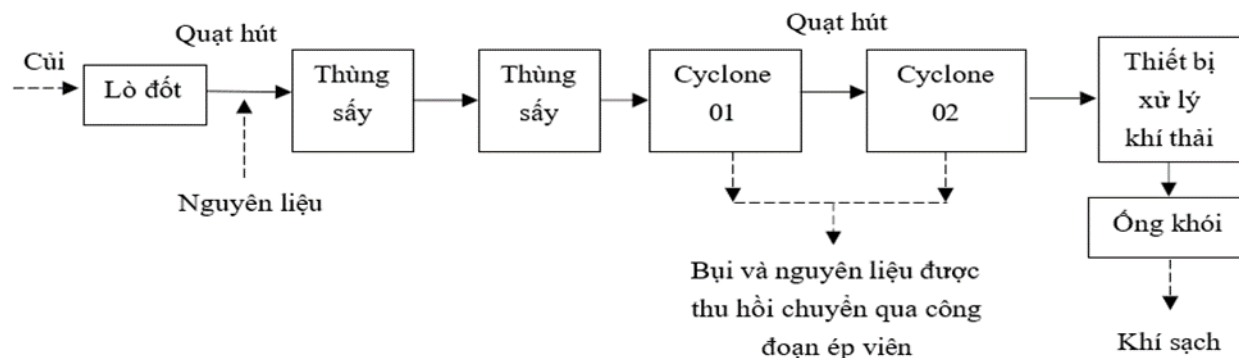 Củi
Quạt hút
Quạt hút
Lò đốt
Thùng
sấy
Thùng
sấy
Cyclone
01
Cyclone
02
Thiết bị
xử lý
khí thải
Nguyên liệu
Ống khói
Bụi và nguyên liệu được
thu hồi chuyển qua công
đoạn ép viên
Khí sạch